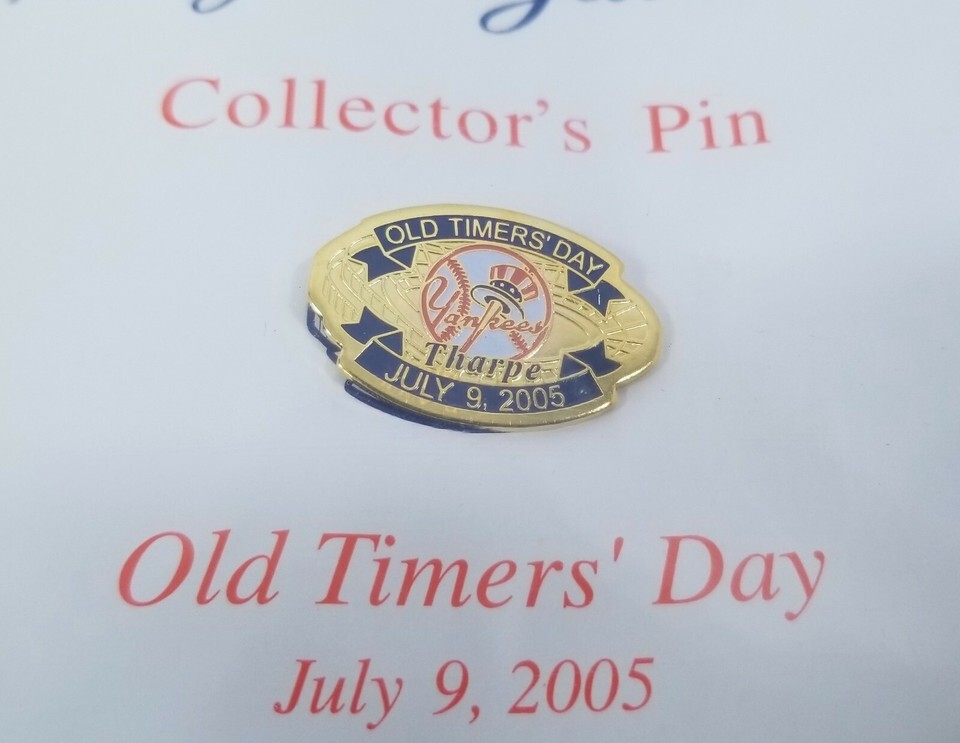 Collector's Pin
OLD TIMERS' DAY
Yankees
Tharpe
JULY 9, 2005
Old Timers' Day
July 9, 2005